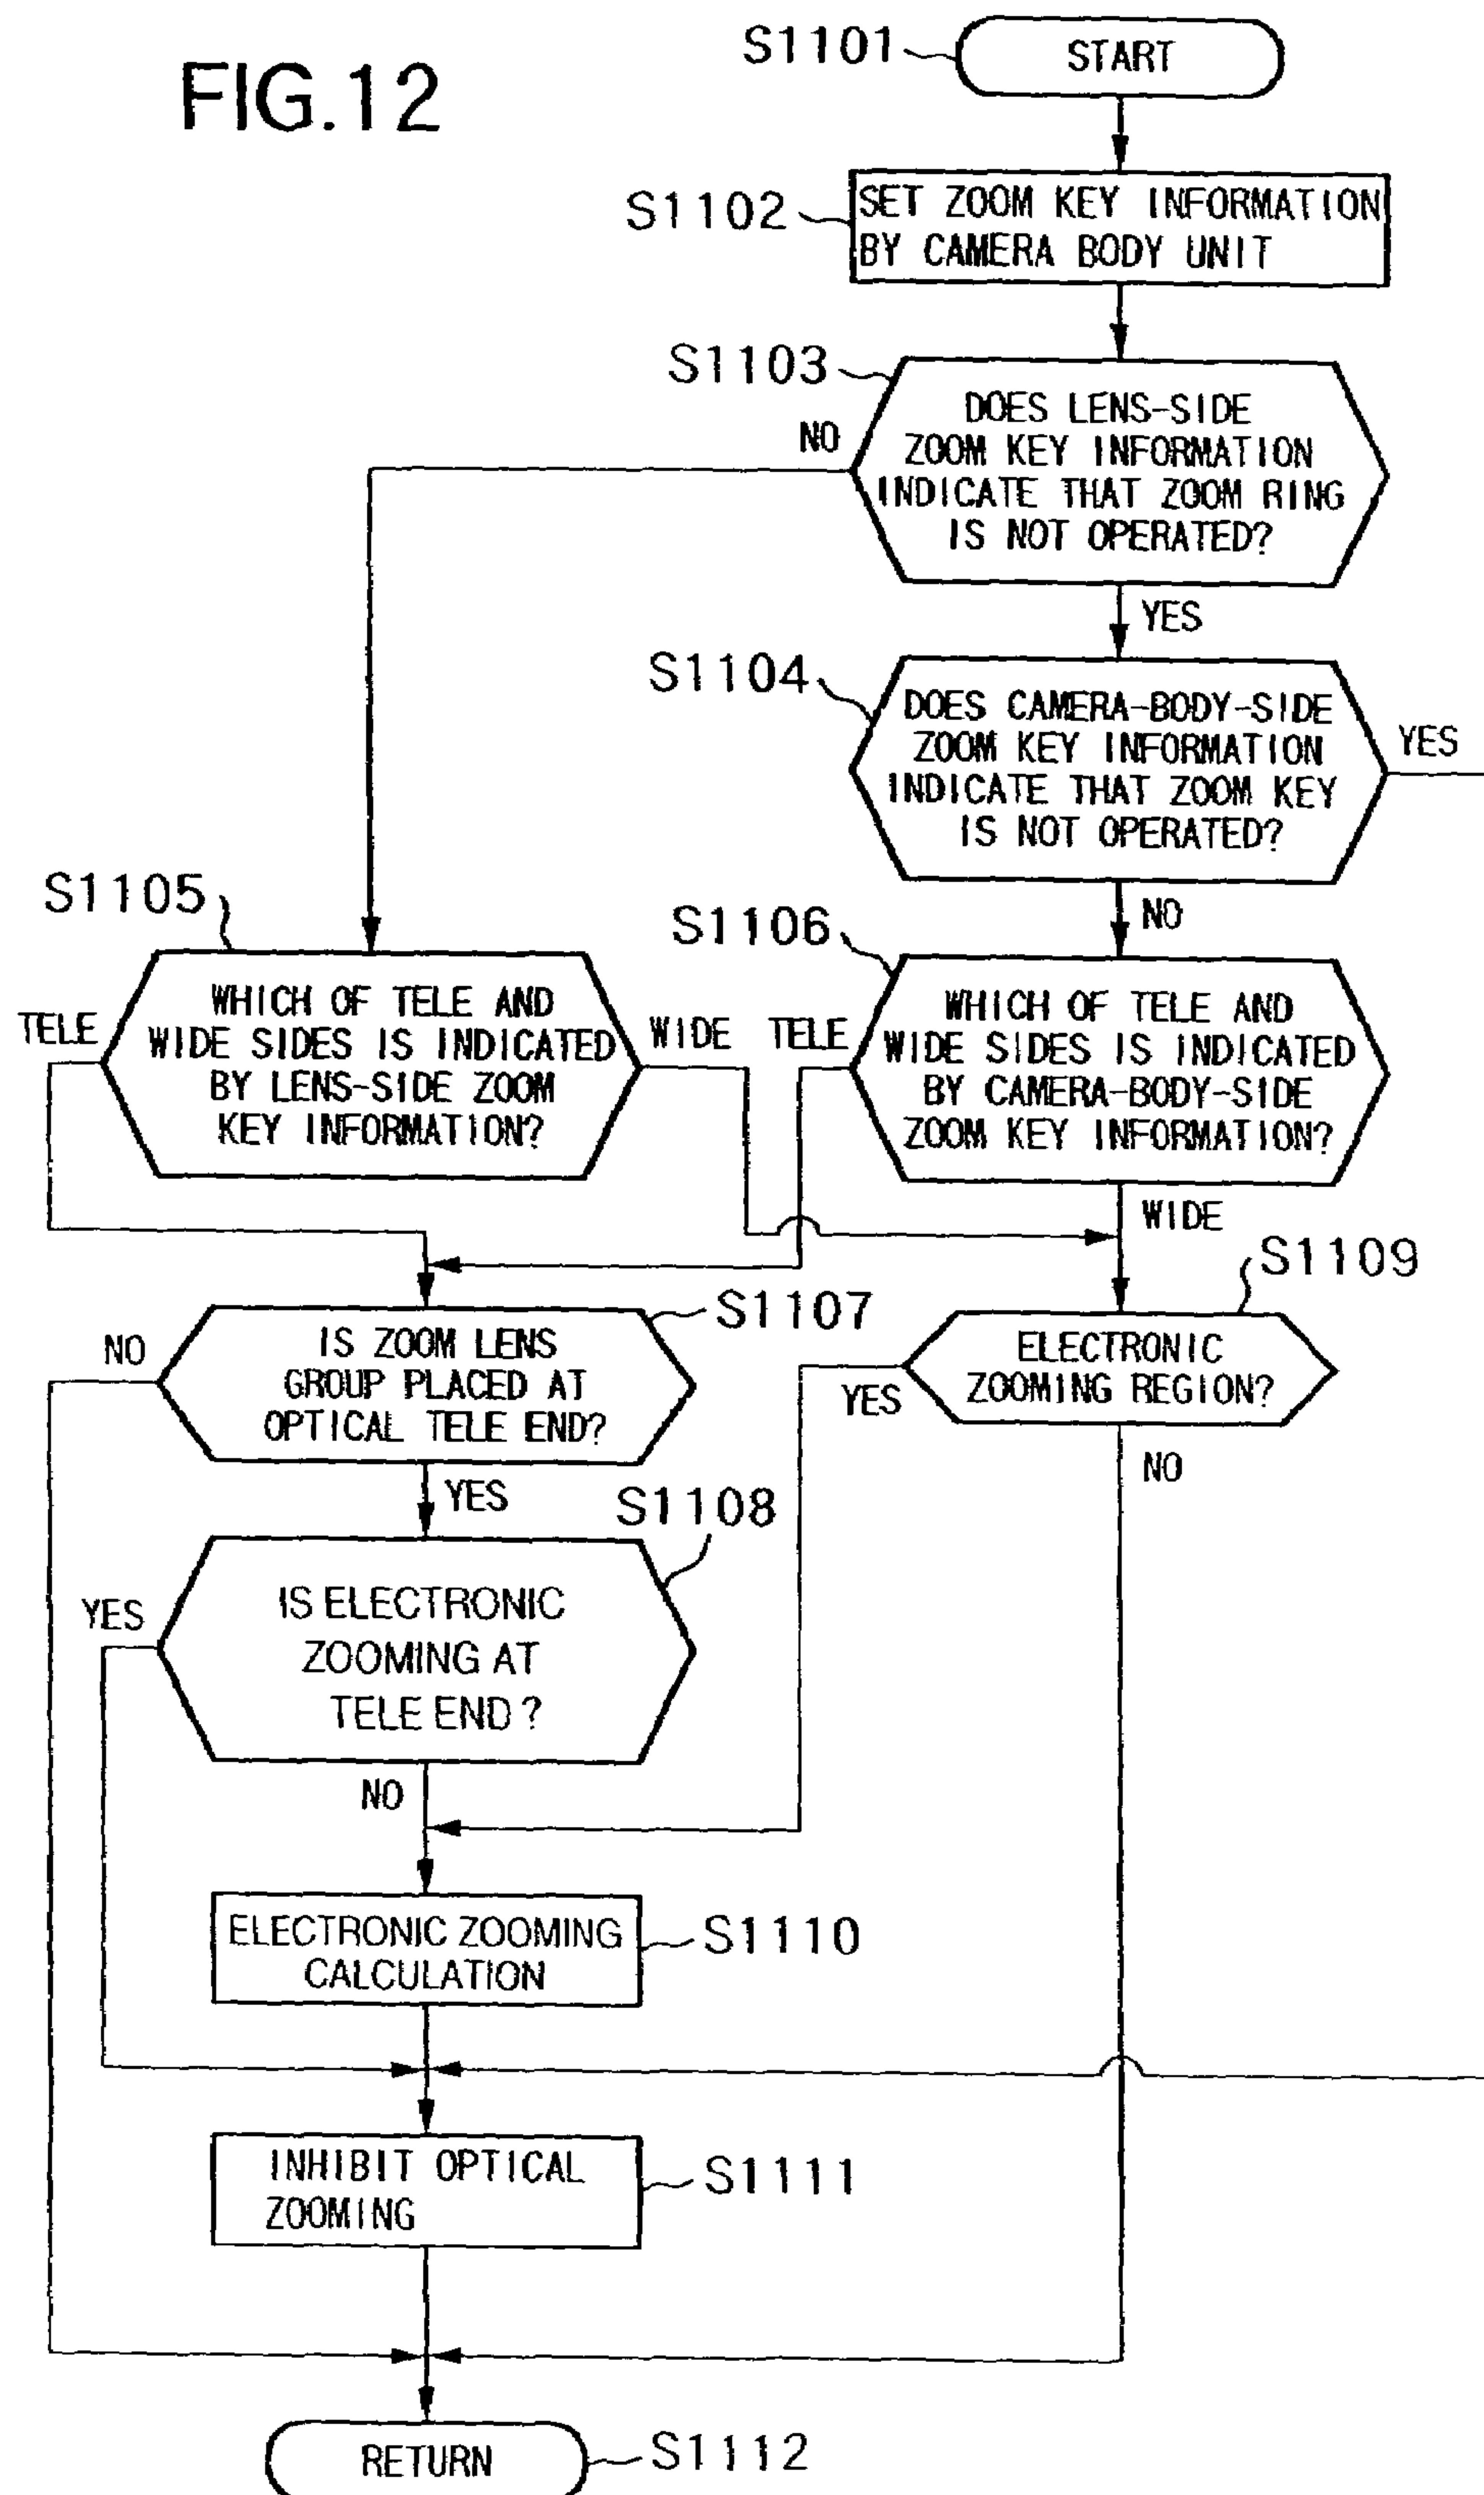 FIG.12
S1101
START
S1102
SET ZOOM KEY INFORMATION
BY CAMERA BODY UNIT
S1103
DOES LENS-SIDE
ZOOM KEY INFORMATION
INDICATE THAT ZOOM RING
IS NOT OPERATED?
NO
YES
S1104
DOES CAMERA-BODY-SIDE
ZOOM KEY INFORMATION
INDICATE THAT ZOOM KEY
IS NOT OPERATED?
YES
NO
S1105
WHICH OF TELE AND
WIDE SIDES IS INDICATED
BY LENS-SIDE ZOOM
KEY INFORMATION?
TELE
WIDE
S1106
WHICH OF TELE AND
WIDE SIDES IS INDICATED
BY CAMERA-BODY-SIDE
ZOOM KEY INFORMATION?
TELE
WIDE
S1107
IS ZOOM LENS
GROUP PLACED AT
OPTICAL TELE END?
NO
YES
S1109
ELECTRONIC
ZOOMING REGION?
YES
NO
S1108
IS ELECTRONIC
ZOOMING AT
TELE END?
YES
NO
ELECTRONIC ZOOMING
CALCULATION
S1110
INHIBIT OPTICAL
ZOOMING
S1111
RETURN
S1112